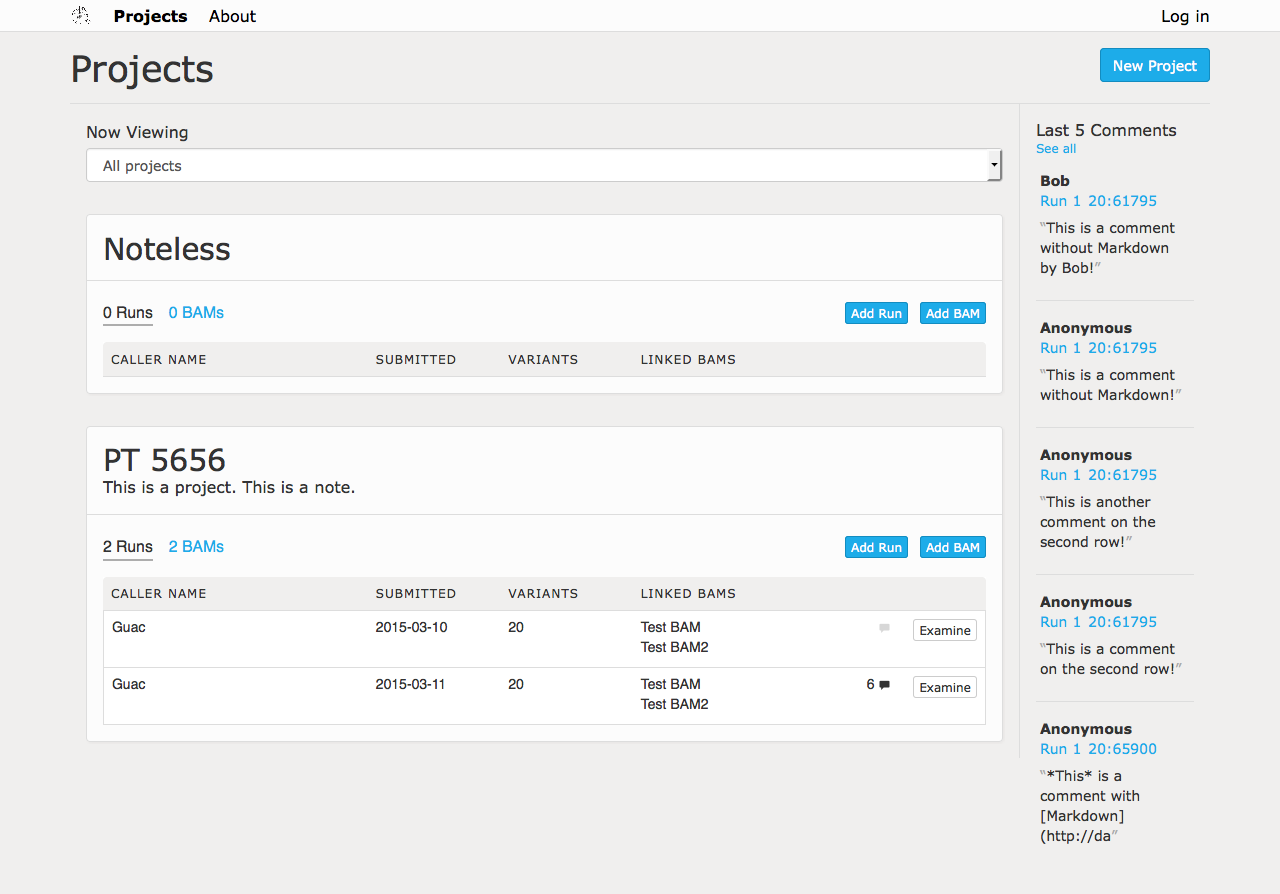 Projects About Log in
Projects
New Project
Now Viewing
All projects
Noteless
0 Runs 0 BAMs Add Run Add BAM
CALLER NAME SUBMITTED VARIANTS LINKED BAMS
PT 5656
This is a project. This is a note.
2 Runs 2 BAMs Add Run Add BAM
CALLER NAME SUBMITTED VARIANTS LINKED BAMS
Guac 2015-03-10 20 Test BAM Examine
Test BAM2
Guac 2015-03-11 20 Test BAM 6 Examine
Test BAM2
Last 5 Comments
See all
Bob
Run 1 20:61795
“This is a comment
without Markdown
by Bob!”
Anonymous
Run 1 20:61795
“This is a comment
without Markdown!”
Anonymous
Run 1 20:61795
“This is another
comment on the
second row!”
Anonymous
Run 1 20:61795
“This is a comment
on the second row!”
Anonymous
Run 1 20:65900
“*This* is a
comment with
[Markdown]
(http://da”